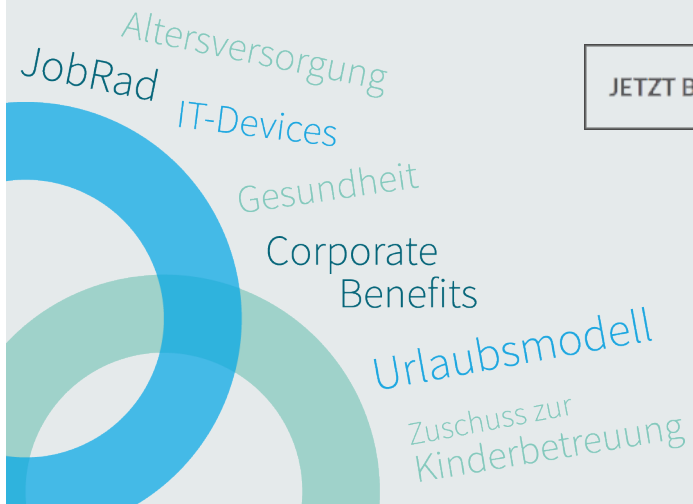 Altersversorgung
JobRad
JETZT B
IT-Devices
Gesundheit
Corporate
Benefits
Urlaubsmodell
Zuschuss zur
Kinderbetreuung